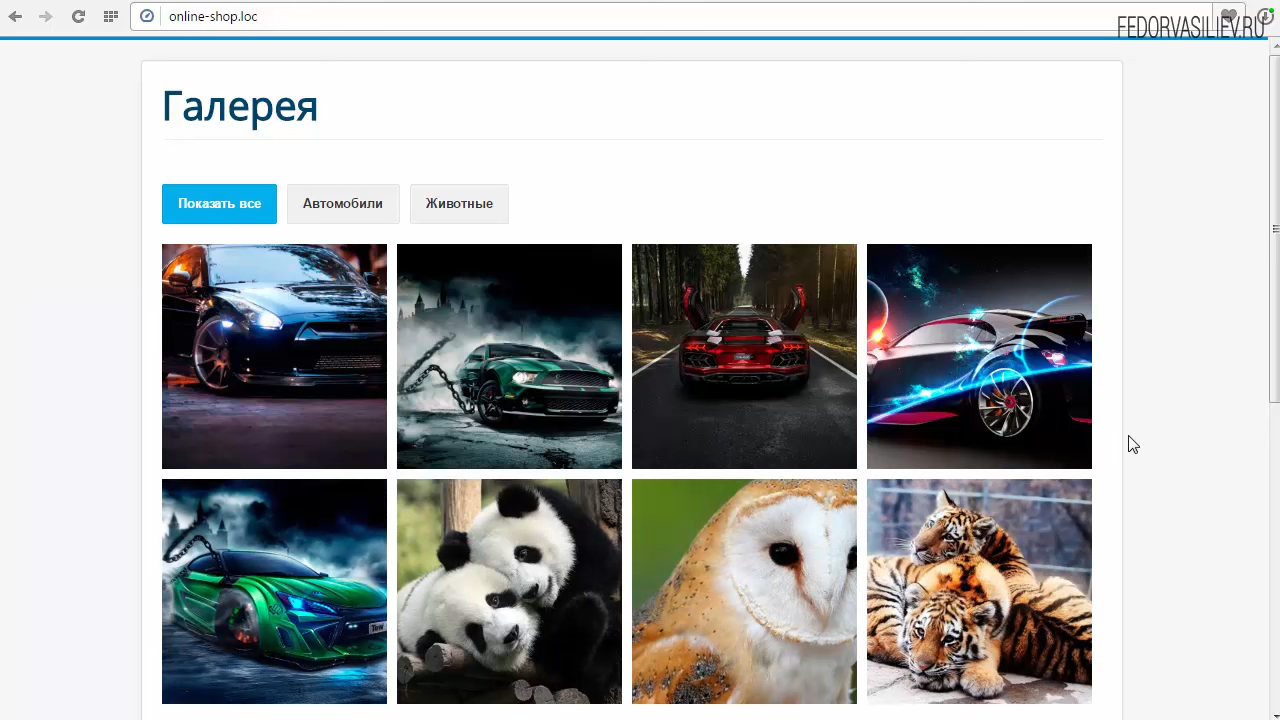 online-shop.loc
FEDORVASILIEV.RU
Галерея
Показать все
Автомобили
Животные